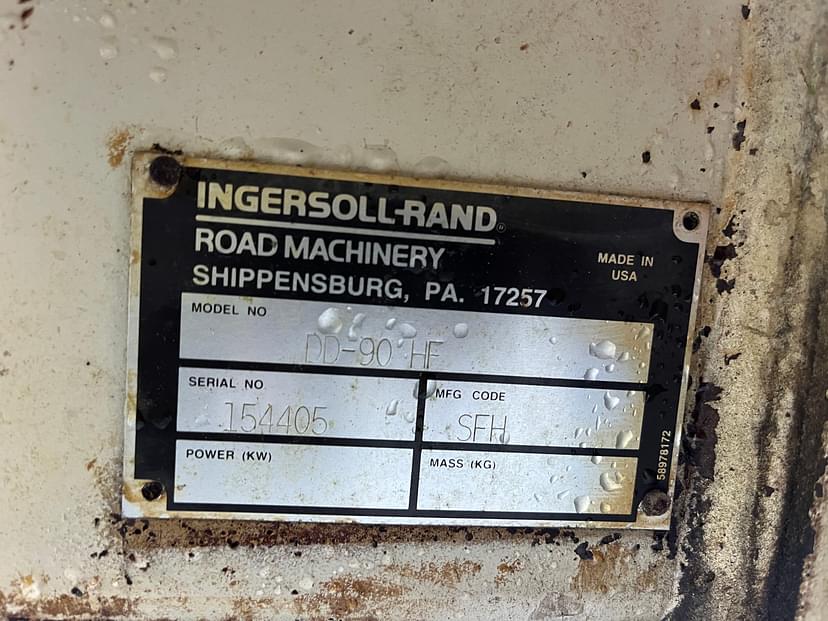 INGERSOLL-RAND®
ROAD MACHINERY
SHIPPENSBURG, PA. 17257
MADE IN
USA
MODEL NO
DD-90 HF
SERIAL NO
154405
MFG CODE
SFH
POWER (KW)
MASS (KG)
58978172